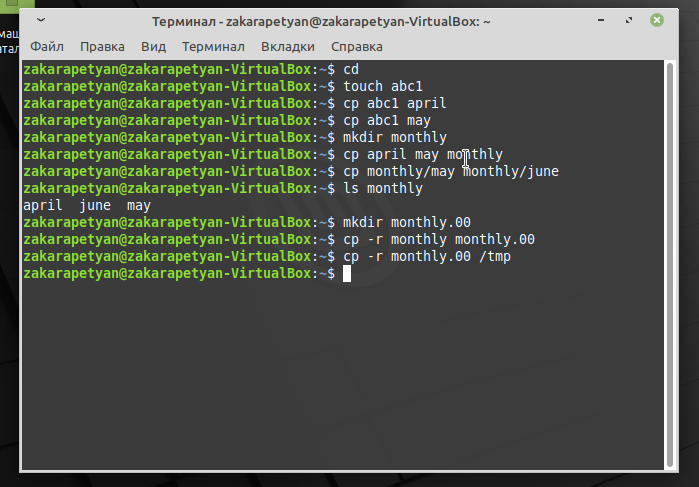 Терминал - zakarapetyan@zakarapetyan-VirtualBox: ~
Файл Правка Вид Терминал Вкладки Справка
zakarapetyan@zakarapetyan-VirtualBox:~$ cd
zakarapetyan@zakarapetyan-VirtualBox:~$ touch abc1
zakarapetyan@zakarapetyan-VirtualBox:~$ cp abc1 april
zakarapetyan@zakarapetyan-VirtualBox:~$ cp abc1 may
zakarapetyan@zakarapetyan-VirtualBox:~$ mkdir monthly
zakarapetyan@zakarapetyan-VirtualBox:~$ cp april may monthly
zakarapetyan@zakarapetyan-VirtualBox:~$ cp monthly/may monthly/june
zakarapetyan@zakarapetyan-VirtualBox:~$ ls monthly
april june may
zakarapetyan@zakarapetyan-VirtualBox:~$ mkdir monthly.00
zakarapetyan@zakarapetyan-VirtualBox:~$ cp -r monthly monthly.00
zakarapetyan@zakarapetyan-VirtualBox:~$ cp -r monthly.00 /tmp
zakarapetyan@zakarapetyan-VirtualBox:~$